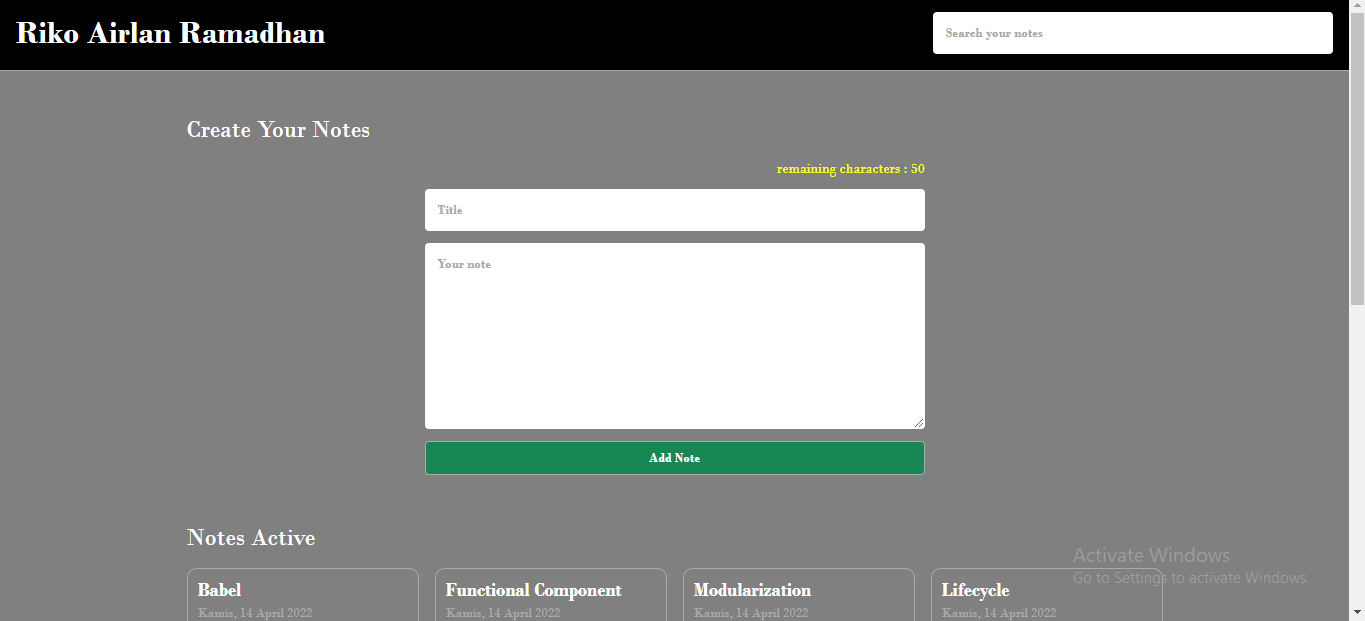 Riko Airlan Ramadhan
Search your notes
Create Your Notes
remaining characters : 50
Title
Your note
Add Note
Notes Active
Activate Windows
Go to Settings to activate Windows.
Babel
Kamis, 14 April 2022
Functional Component
Kamis, 14 April 2022
Modularization
Kamis, 14 April 2022
Lifecycle
Kamis, 14 April 2022